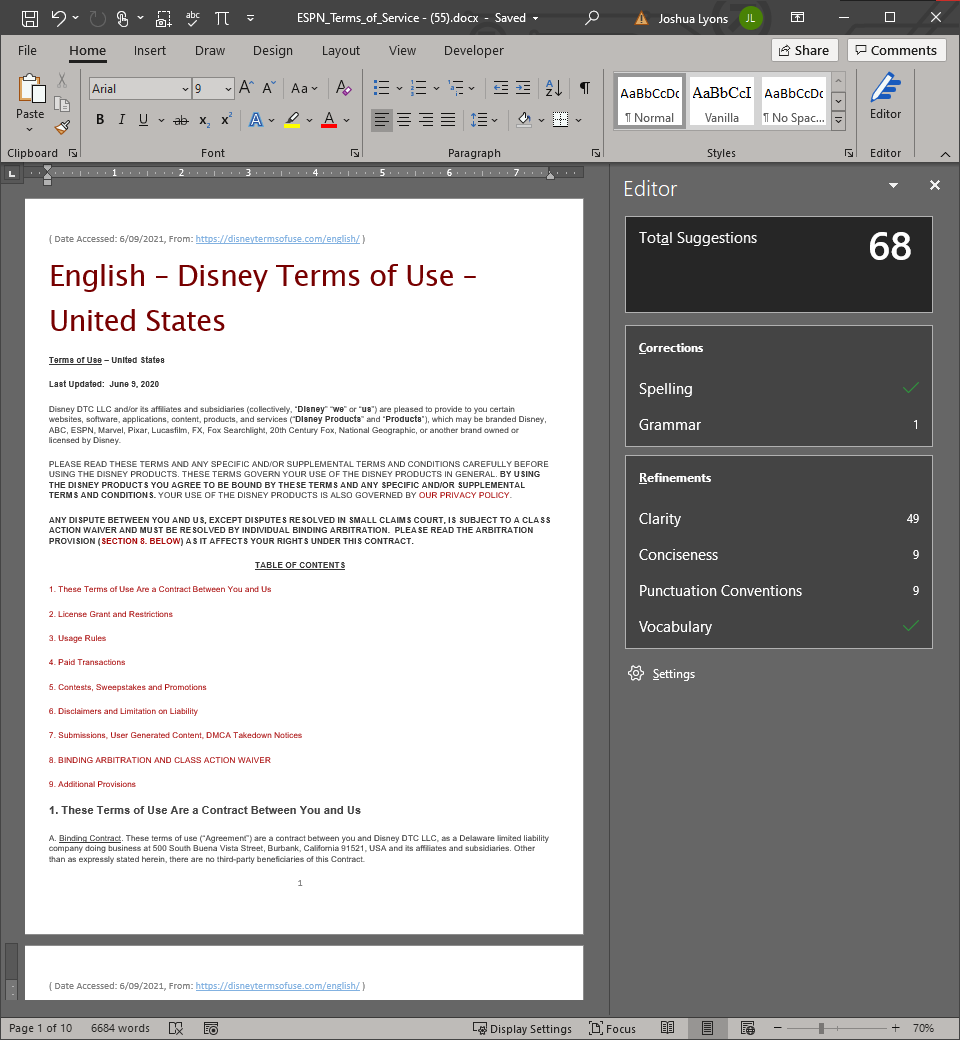 ESPN_Terms_of_Service - (55).docx - Saved
Joshua Lyons
JL
File Home Insert Draw Design Layout View Developer
Share
Comments
Paste
Arial
9
Aa
AaBbCcDc
AaBbCcI
AaBbCcDc
¶ Normal
Vanilla
¶ No Spac...
Editor
Clipboard
Font
Paragraph
Styles
Editor
1 2 3 4 5 6 7
( Date Accessed: 6/09/2021, From: https://disneytermsofuse.com/english/ )
English – Disney Terms of Use –
United States
Terms of Use – United States
Last Updated: June 9, 2020
Disney DTC LLC and/or its affiliates and subsidiaries (collectively, “Disney” “we” or “us”) are pleased to provide to you certain
websites, software, applications, content, products, and services (“Disney Products” and “Products”), which may be branded Disney,
ABC, ESPN, Marvel, Pixar, Lucasfilm, FX, Fox Searchlight, 20th Century Fox, National Geographic, or another brand owned or
licensed by Disney.
PLEASE READ THESE TERMS AND ANY SPECIFIC AND/OR SUPPLEMENTAL TERMS AND CONDITIONS CAREFULLY BEFORE
USING THE DISNEY PRODUCTS. THESE TERMS GOVERN YOUR USE OF THE DISNEY PRODUCTS IN GENERAL. BY USING
THE DISNEY PRODUCTS YOU AGREE TO BE BOUND BY THESE TERMS AND ANY SPECIFIC AND/OR SUPPLEMENTAL
TERMS AND CONDITIONS. YOUR USE OF THE DISNEY PRODUCTS IS ALSO GOVERNED BY OUR PRIVACY POLICY.
ANY DISPUTE BETWEEN YOU AND US, EXCEPT DISPUTES RESOLVED IN SMALL CLAIMS COURT, IS SUBJECT TO A CLASS
ACTION WAIVER AND MUST BE RESOLVED BY INDIVIDUAL BINDING ARBITRATION. PLEASE READ THE ARBITRATION
PROVISION (SECTION 8. BELOW) AS IT AFFECTS YOUR RIGHTS UNDER THIS CONTRACT.
TABLE OF CONTENTS
1. These Terms of Use Are a Contract Between You and Us
2. License Grant and Restrictions
3. Usage Rules
4. Paid Transactions
5. Contests, Sweepstakes and Promotions
6. Disclaimers and Limitation on Liability
7. Submissions, User Generated Content, DMCA Takedown Notices
8. BINDING ARBITRATION AND CLASS ACTION WAIVER
9. Additional Provisions
1. These Terms of Use Are a Contract Between You and Us
A. Binding Contract. These terms of use (“Agreement”) are a contract between you and Disney DTC LLC, as a Delaware limited liability
company doing business at 500 South Buena Vista Street, Burbank, California 91521, USA and its affiliates and subsidiaries. Other
than as expressly stated herein, there are no third-party beneficiaries of this Contract.
1
( Date Accessed: 6/09/2021, From: https://disneytermsofuse.com/english/ )
Editor
Total Suggestions 68
Corrections
Spelling
Grammar 1
Refinements
Clarity 49
Conciseness 9
Punctuation Conventions 9
Vocabulary
Settings
Page 1 of 10
6684 words
Display Settings
Focus
70%